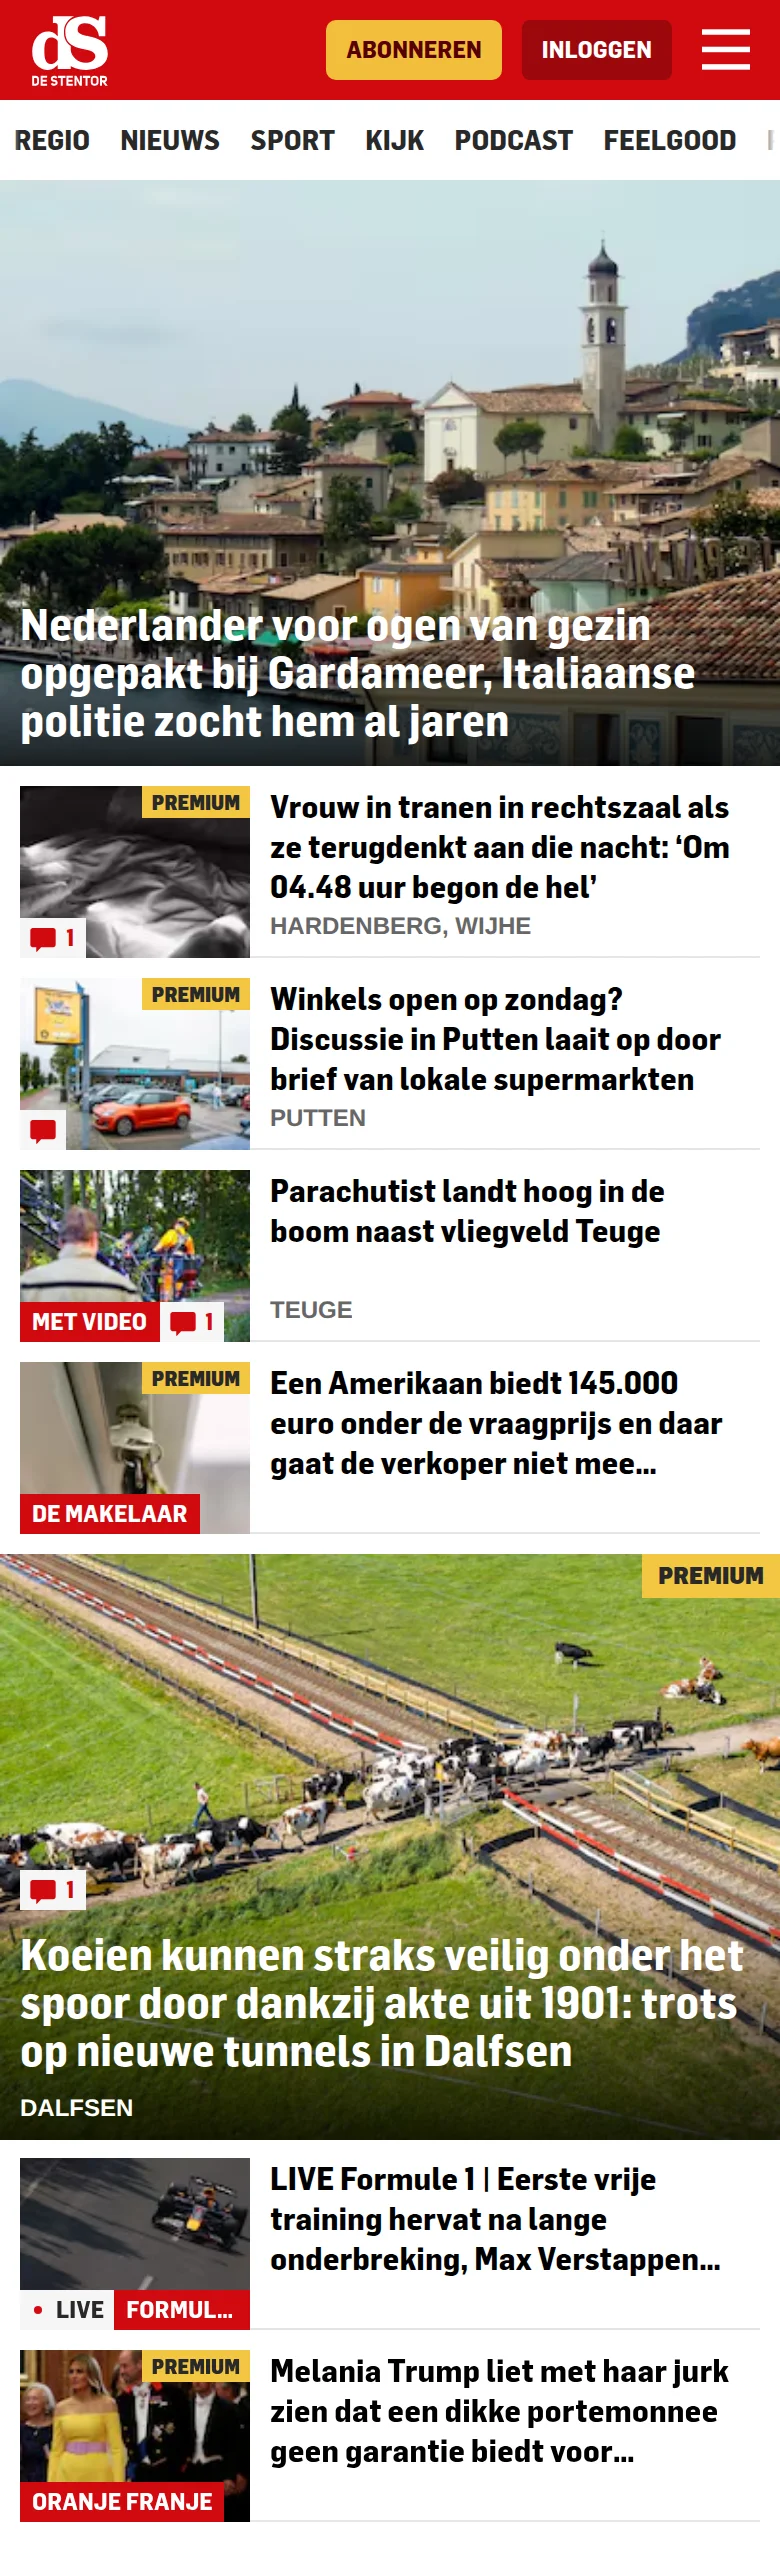 dS
DE STENTOR
ABONNEREN
INLOGGEN
REGIO NIEUWS SPORT KIJK PODCAST FEELGOOD
Nederlander voor ogen van gezin
opgepakt bij Gardameer, Italiaanse
politie zocht hem al jaren
PREMIUM
1
Vrouw in tranen in rechtszaal als
ze terugdenkt aan die nacht: ‘Om
04.48 uur begon de hel’
HARDENBERG, WIJHE
PREMIUM
Winkels open op zondag?
Discussie in Putten laait op door
brief van lokale supermarkten
PUTTEN
MET VIDEO
1
Parachutist landt hoog in de
boom naast vliegveld Teuge
TEUGE
PREMIUM
DE MAKELAAR
Een Amerikaan biedt 145.000
euro onder de vraagprijs en daar
gaat de verkoper niet mee...
PREMIUM
1
Koeien kunnen straks veilig onder het
spoor door dankzij akte uit 1901: trots
op nieuwe tunnels in Dalfsen
DALFSEN
• LIVE
FORMUL...
LIVE Formule 1 | Eerste vrije
training hervat na lange
onderbreking, Max Verstappen...
PREMIUM
ORANJE FRANJE
Melania Trump liet met haar jurk
zien dat een dikke portemonnee
geen garantie biedt voor...